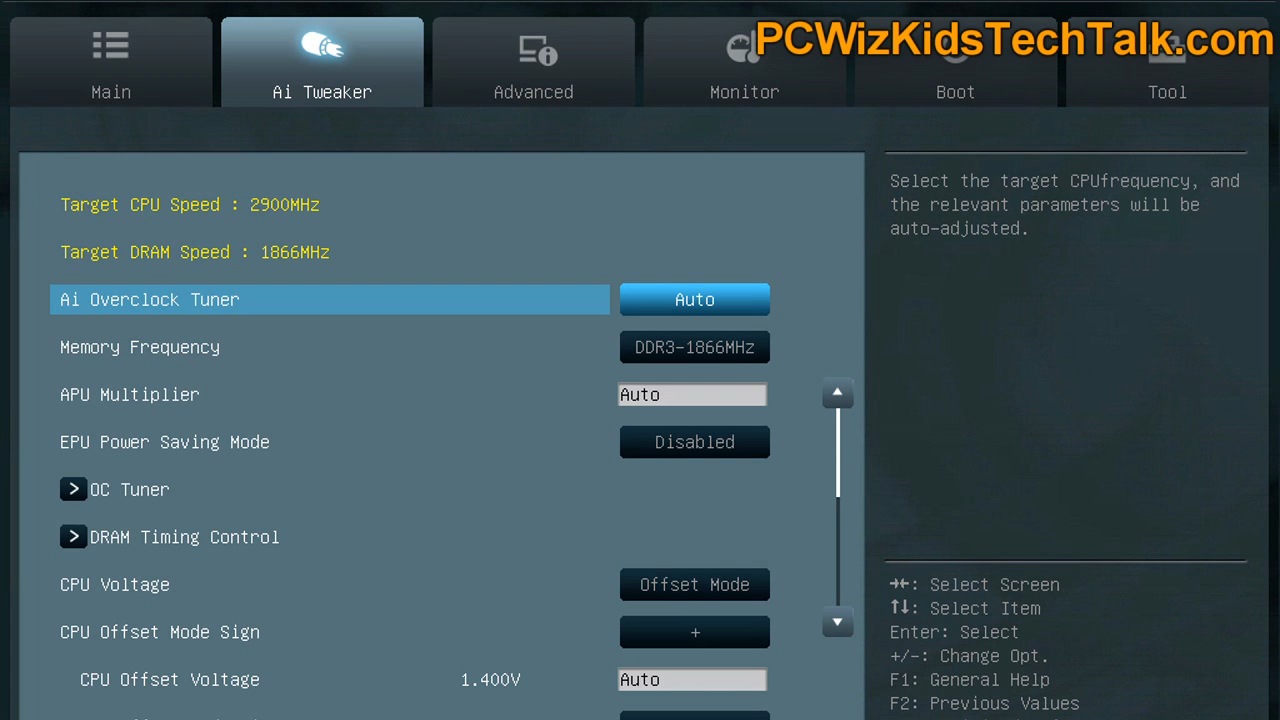 PCWizKidsTechTalk.com
Main
Ai Tweaker
Advanced
Monitor
Boot
Tool
Target CPU Speed : 2900MHz
Target DRAM Speed : 1866MHz
Ai Overclock Tuner Auto
Memory Frequency DDR3-1866MHz
APU Multiplier Auto
EPU Power Saving Mode Disabled
> OC Tuner
> DRAM Timing Control
CPU Voltage Offset Mode
CPU Offset Mode Sign +
CPU Offset Voltage 1.400V Auto
Select the target CPUfrequency, and
the relevant parameters will be
auto-adjusted.
→←: Select Screen
↑↓: Select Item
Enter: Select
+/-: Change Opt.
F1: General Help
F2: Previous Values